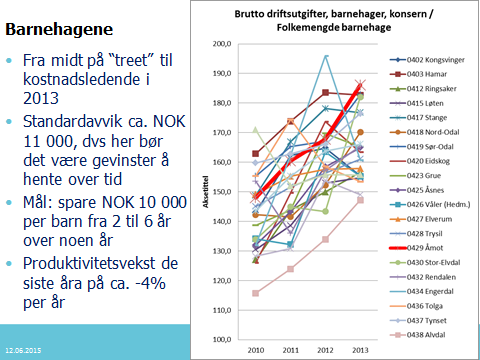 Barnehagene
• Fra midt på “treet” til
kostnadsledende i
2013
• Standardavvik ca. NOK
11 000, dvs her bør
det være gevinster å
hente over tid
• Mål: spare NOK 10 000
per barn fra 2 til 6 år
over noen år
• Produktivitetsvekst de
siste åra på ca. -4%
per år
12.06.2015
Brutto driftsutgifter, barnehager, konsern /
Folkemengde barnehage
Aksetittel
200,0
190,0
180,0
170,0
160,0
150,0
140,0
130,0
120,0
110,0
100,0
2010 2011 2012 2013
0402 Kongsvinger
0403 Hamar
0412 Ringsaker
0415 Løten
0417 Stange
0418 Nord-Odal
0419 Sør-Odal
0420 Eidskog
0423 Grue
0425 Åsnes
0426 Våler (Hedm.)
0427 Elverum
0428 Trysil
0429 Åmot
0430 Stor-Elvdal
0432 Rendalen
0434 Engerdal
0436 Tolga
0437 Tynset
0438 Alvdal